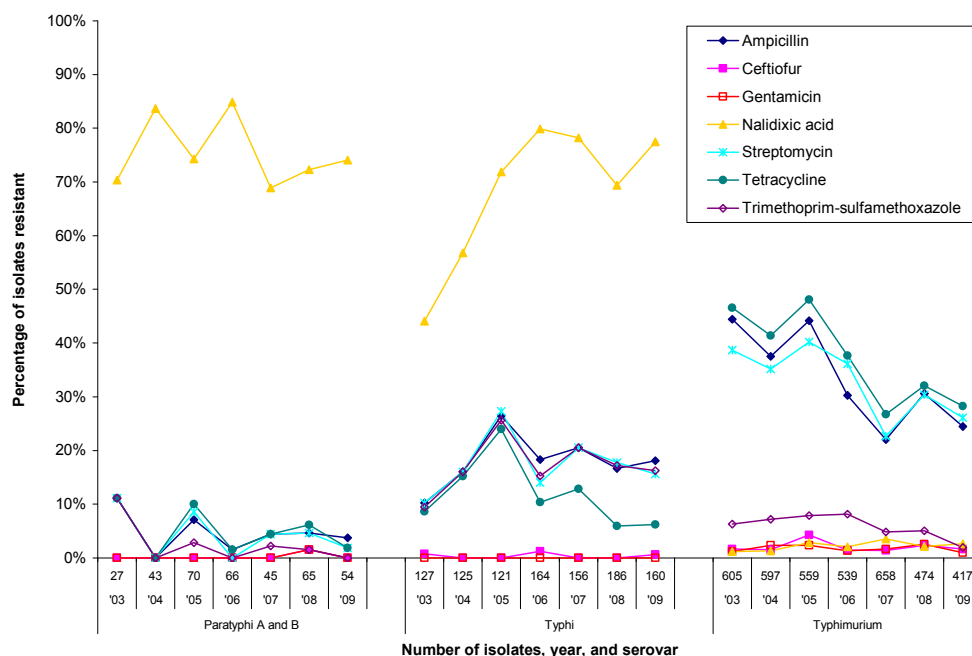 100%
90%
80%
70%
60%
50%
40%
30%
20%
10%
0%
Percentage of isolates resistant
Ampicillin
Ceftiofur
Gentamicin
Nalidixic acid
Streptomycin
Tetracycline
Trimethoprim-sulfamethoxazole
27 43 70 66 45 65 54 127 125 121 164 156 186 160 605 597 559 539 658 474 417
'03 '04 '05 '06 '07 '08 '09 '03 '04 '05 '06 '07 '08 '09 '03 '04 '05 '06 '07 '08 '09
Paratyphi A and B Typhi Typhimurium
Number of isolates, year, and serovar